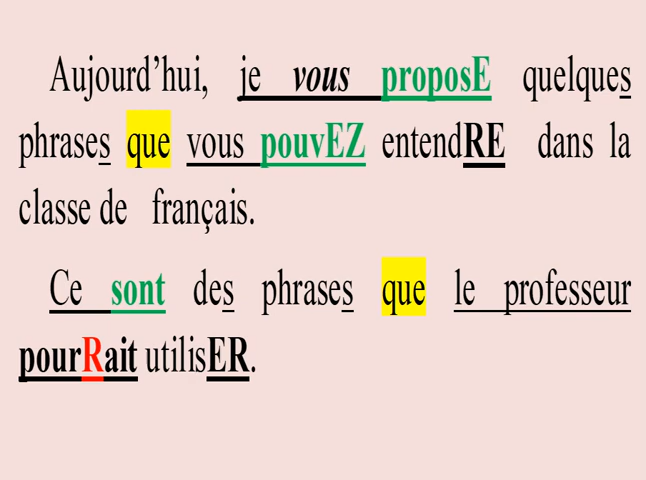 Aujourd’hui, je vous proposE quelques
phrases que vous pouvEZ entendRE dans la
classe de français.
Ce sont des phrases que le professeur
pourRait utilisER.